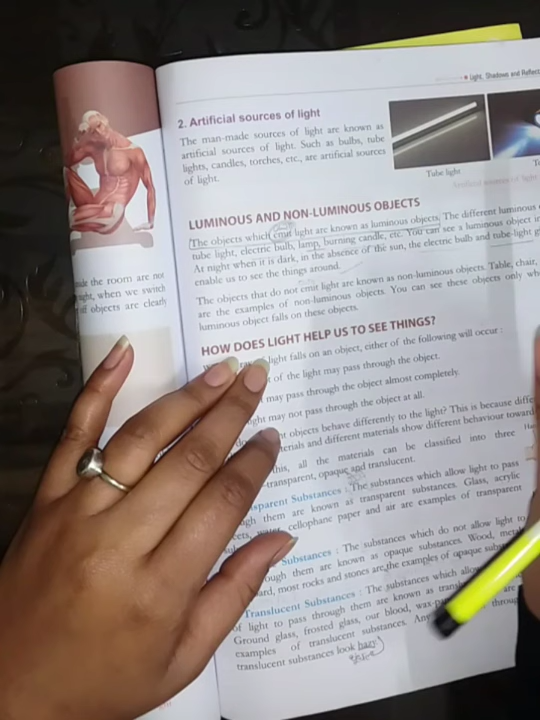 Light, Shadows and Reflect
2. Artificial sources of light
The man-made sources of light are known as
artificial sources of light. Such as bulbs, tube
lights, candles, torches, etc., are artificial sources
of light.
Tube light
LUMINOUS AND NON-LUMINOUS OBJECTS
The objects which emit light are known as luminous objects. The different luminous
tube light, electric bulb, lamp, burning candle, etc. You can see a luminous object in
At night when it is dark, in the absence of the sun, the electric bulb and tube-light
enable us to see the things around.
The objects that do not emit light are known as non-luminous objects. Table, chair,
are the examples of non-luminous objects. You can see these objects only
luminous object falls on these objects.
the room are not
when we switch
objects are clearly
HOW DOES LIGHT HELP US TO SEE THINGS?
light falls on an object, either of the following will occur :
of the light may pass through the object.
may pass through the object almost completely.
may not pass through the object at all.
objects behave differently to the light? This is because
and different materials show different behaviour
this, all the materials can be classified into three
transparent, opaque and translucent.
Substances : The substances which allow light to pass
them are known as transparent substances. Glass, acrylic
cellophane paper and air are examples of transparent
Substances : The substances which do not allow light to
them are known as opaque substances. Wood,
most rocks and stones are the examples of opaque
Translucent Substances : The substances which
of light to pass through them are known as
Ground glass, frosted glass, our blood,
examples of translucent substances.
translucent substances look hazy